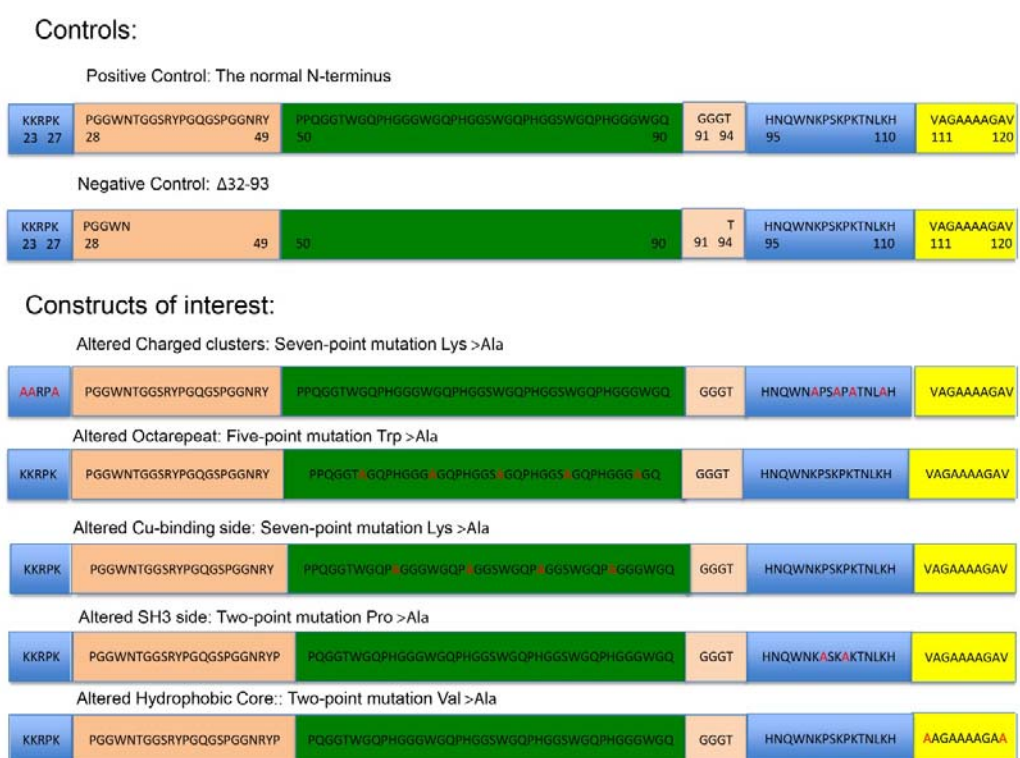 Controls:
Positive Control: The normal N-terminus
KKRPK PGGWNTGGSRYPGQGSPGGNRY PPQGGTWGQPHGGGWGQPHGGSWGQPHGGSWGQPHGGGWGQ GGGT HNQWNKPSKPKTNLKH VAGAAAAGAV
23 27 28 49 50 90 91 94 95 110 111 120
Negative Control: Δ32-93
KKRPK PGGWN T HNQWNKPSKPKTNLKH VAGAAAAGAV
23 27 28 49 50 90 91 94 95 110 111 120
Constructs of interest:
Altered Charged clusters: Seven-point mutation Lys >Ala
AARPA PGGWNTGGSRYPGQGSPGGNRY PPQGGTWGQPHGGGWGQPHGGSWGQPHGGSWGQPHGGGWGQ GGGT HNQWNAPSAPATNLAH VAGAAAAGAV
Altered Octarepeat: Five-point mutation Trp >Ala
KKRPK PGGWNTGGSRYPGQGSPGGNRY PPQGGTAGQPHGGGAGQPHGGSAGQPHGGSAGQPHGGGAGQ GGGT HNQWNKPSKPKTNLKH VAGAAAAGAV
Altered Cu-binding side: Seven-point mutation Lys >Ala
KKRPK PGGWNTGGSRYPGQGSPGGNRY PPQGGTWGQPAGGGWGQPAGGSWGQPAGGSWGQPAGGGWGQ GGGT HNQWNKPSKPKTNLKH VAGAAAAGAV
Altered SH3 side: Two-point mutation Pro >Ala
KKRPK PGGWNTGGSRYPGQGSPGGNRYP PQGGTWGQPHGGGWGQPHGGSWGQPHGGSWGQPHGGGWGQ GGGT HNQWNKASKAKTNLKH VAGAAAAGAV
Altered Hydrophobic Core:: Two-point mutation Val >Ala
KKRPK PGGWNTGGSRYPGQGSPGGNRYP PQGGTWGQPHGGGWGQPHGGSWGQPHGGSWGQPHGGGWGQ GGGT HNQWNKPSKPKTNLKH AAGAAAAGAA